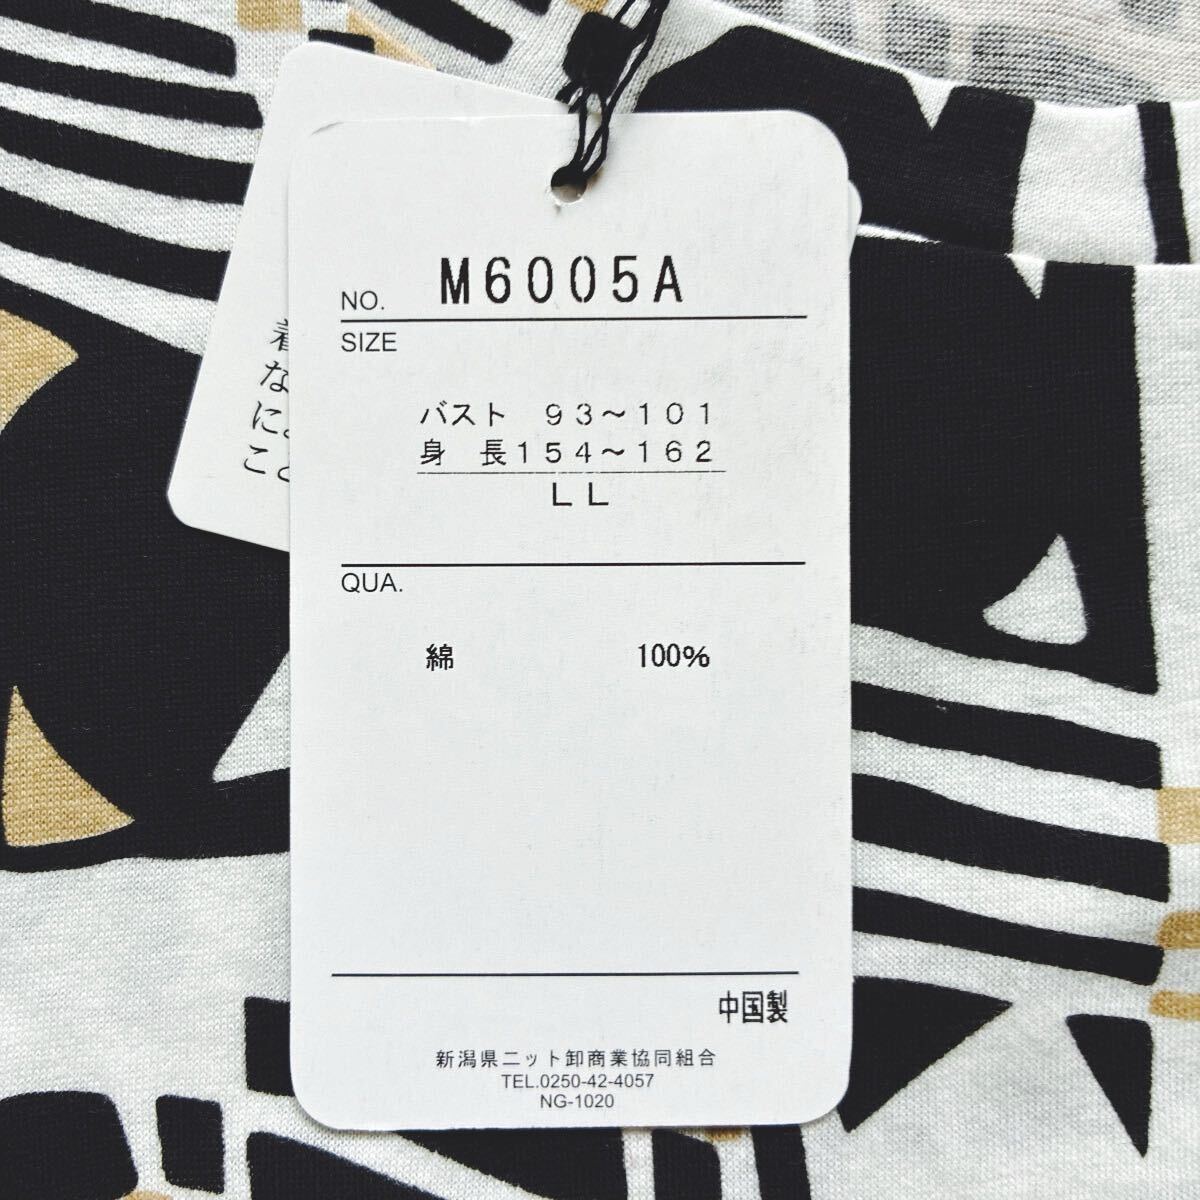 NO. M6005A
SIZE
バスト 93～101
身 長154～162
LL
QUA.
綿 100%
中国製
新潟県ニット卸商業協同組合
TEL.0250-42-4057
NG-1020
着
な
に
こ